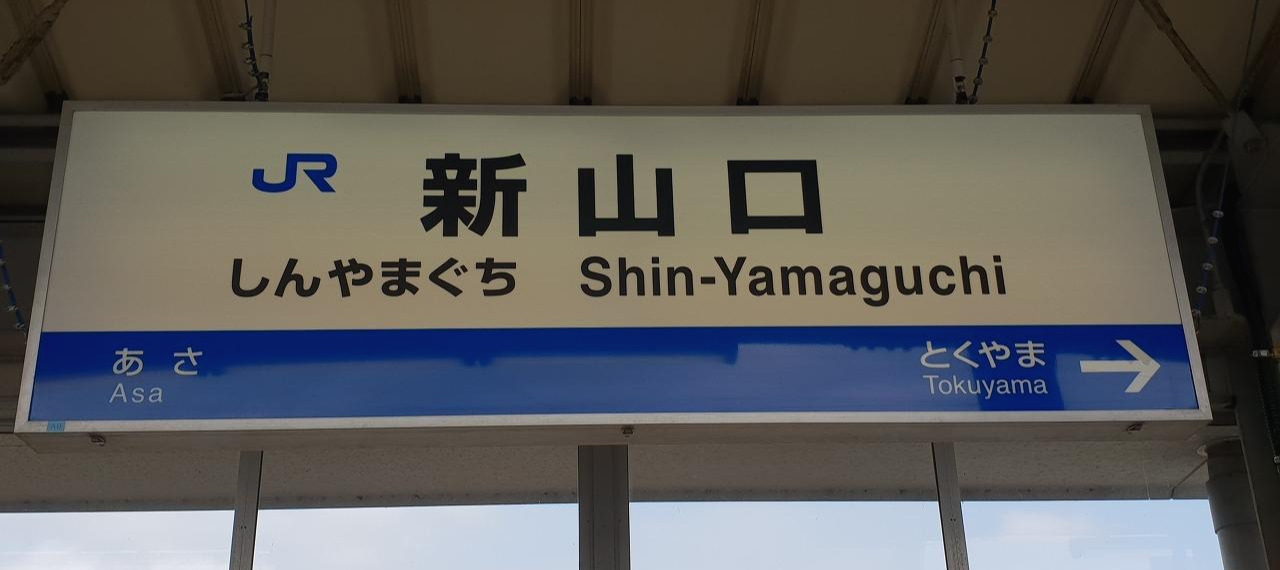 JR 新山口
しんやまぐち Shin-Yamaguchi
あさ とくやま →
Asa Tokuyama